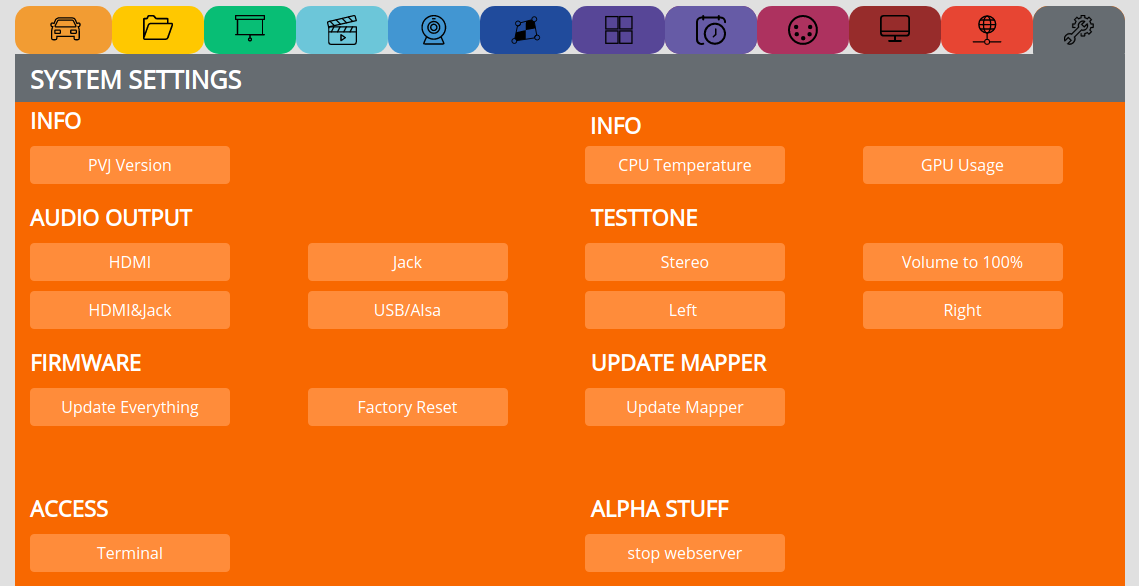 SYSTEM SETTINGS
INFO
PVJ Version
INFO
CPU Temperature
GPU Usage
AUDIO OUTPUT
HDMI
Jack
HDMI&Jack
USB/Alsa
TESTTONE
Stereo
Volume to 100%
Left
Right
FIRMWARE
Update Everything
Factory Reset
UPDATE MAPPER
Update Mapper
ACCESS
Terminal
ALPHA STUFF
stop webserver